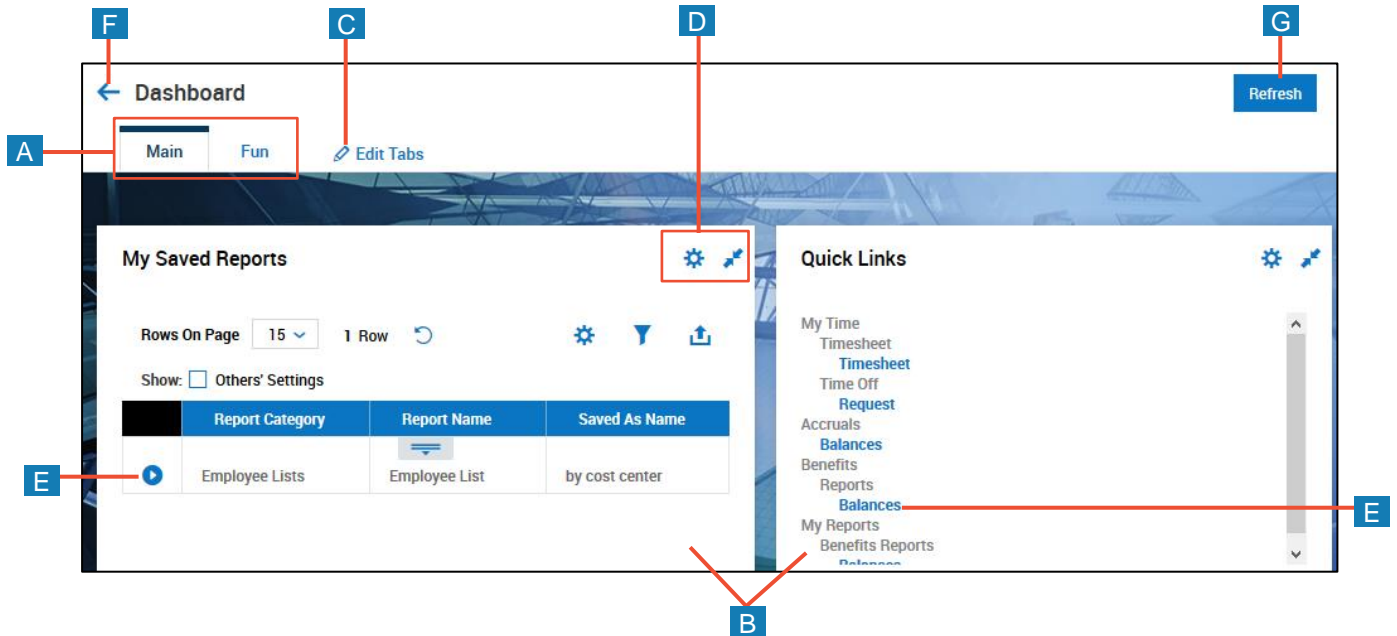 F
C
D
G
Dashboard
Refresh
A
Main
Fun
Edit Tabs
My Saved Reports
Rows On Page
15
1 Row
Show:
Others' Settings
Report Category
Report Name
Saved As Name
E
Employee Lists
Employee List
by cost center
Quick Links
My Time
Timesheet
Timesheet
Time Off
Request
Accruals
Balances
Benefits
Reports
Balances
E
My Reports
Benefits Reports
Balances
B